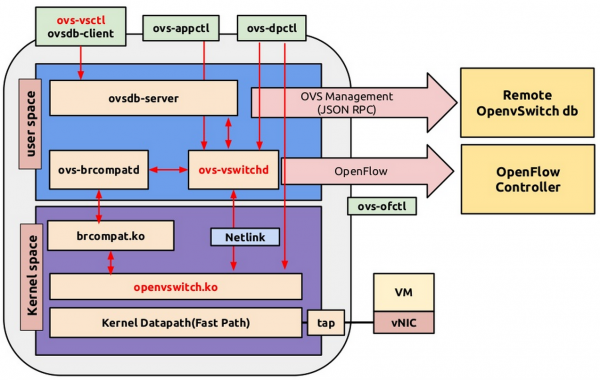 ovs-vsctl
ovsdb-client
ovs-appctl
ovs-dpctl
user space
ovsdb-server
OVS Management
(JSON RPC)
Remote
OpenvSwitch db
ovs-brcompatd
ovs-vswitchd
OpenFlow
OpenFlow
Controller
ovs-ofctl
Kernel space
brcompat.ko
Netlink
openvswitch.ko
VM
Kernel Datapath(Fast Path)
tap
vNIC